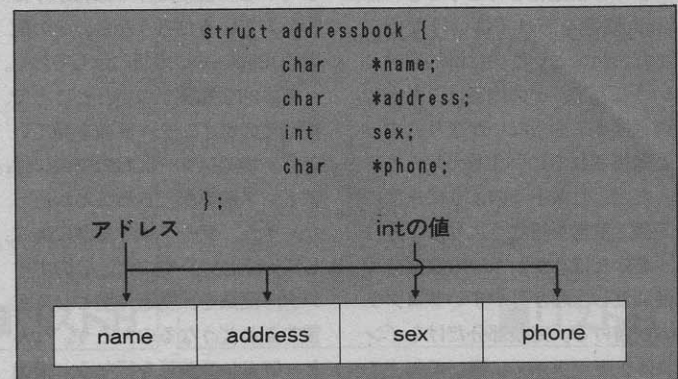 struct addressbook {
char *name;
char *address;
int sex;
char *phone;
};
アドレス intの値
name address sex phone